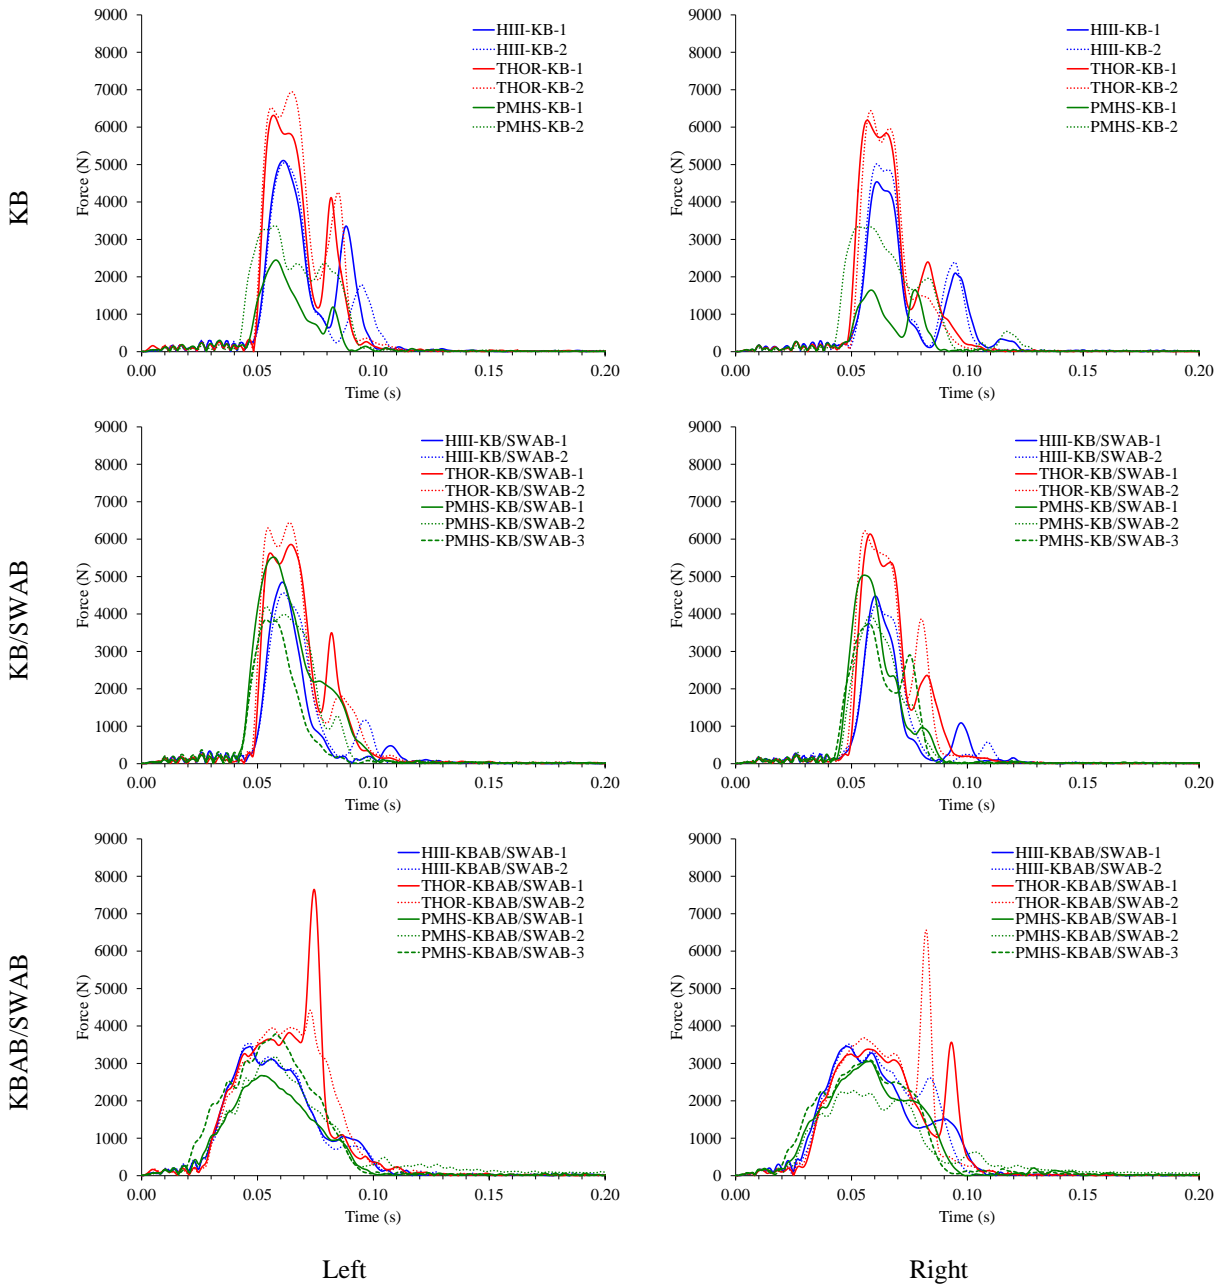 KB
Force (N)
9000
8000
7000
6000
5000
4000
3000
2000
1000
0
0.00 0.05 0.10 0.15 0.20
Time (s)
HIII-KB-1
HIII-KB-2
THOR-KB-1
THOR-KB-2
PMHS-KB-1
PMHS-KB-2
Force (N)
9000
8000
7000
6000
5000
4000
3000
2000
1000
0
0.00 0.05 0.10 0.15 0.20
Time (s)
HIII-KB-1
HIII-KB-2
THOR-KB-1
THOR-KB-2
PMHS-KB-1
PMHS-KB-2
KB/SWAB
Force (N)
9000
8000
7000
6000
5000
4000
3000
2000
1000
0
0.00 0.05 0.10 0.15 0.20
Time (s)
HIII-KB/SWAB-1
HIII-KB/SWAB-2
THOR-KB/SWAB-1
THOR-KB/SWAB-2
PMHS-KB/SWAB-1
PMHS-KB/SWAB-2
PMHS-KB/SWAB-3
Force (N)
9000
8000
7000
6000
5000
4000
3000
2000
1000
0
0.00 0.05 0.10 0.15 0.20
Time (s)
HIII-KB/SWAB-1
HIII-KB/SWAB-2
THOR-KB/SWAB-1
THOR-KB/SWAB-2
PMHS-KB/SWAB-1
PMHS-KB/SWAB-2
PMHS-KB/SWAB-3
KBAB/SWAB
Force (N)
9000
8000
7000
6000
5000
4000
3000
2000
1000
0
0.00 0.05 0.10 0.15 0.20
Time (s)
HIII-KBAB/SWAB-1
HIII-KBAB/SWAB-2
THOR-KBAB/SWAB-1
THOR-KBAB/SWAB-2
PMHS-KBAB/SWAB-1
PMHS-KBAB/SWAB-2
PMHS-KBAB/SWAB-3
Force (N)
9000
8000
7000
6000
5000
4000
3000
2000
1000
0
0.00 0.05 0.10 0.15 0.20
Time (s)
HIII-KBAB/SWAB-1
HIII-KBAB/SWAB-2
THOR-KBAB/SWAB-1
THOR-KBAB/SWAB-2
PMHS-KBAB/SWAB-1
PMHS-KBAB/SWAB-2
PMHS-KBAB/SWAB-3
Left
Right